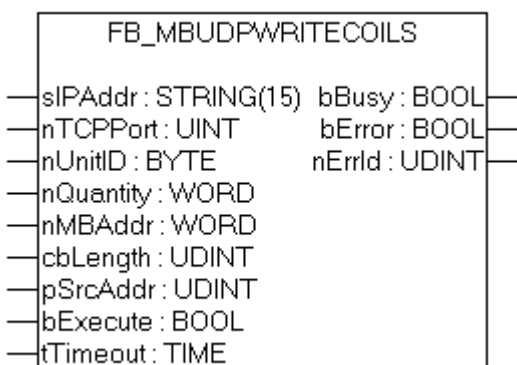 FB_MBUDPWRITECOILS
sIPAddr : STRING(15) bBusy : BOOL
nTCPPort : UINT bError : BOOL
nUnitID : BYTE nErrId : UDINT
nQuantity : WORD
nMBAddr : WORD
cbLength : UDINT
pSrcAddr : UDINT
bExecute : BOOL
tTimeout : TIME